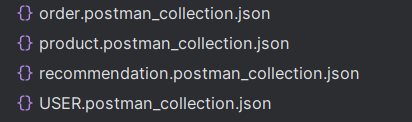 {} order.postman_collection.json
{} product.postman_collection.json
{} recommendation.postman_collection.json
{} USER.postman_collection.json